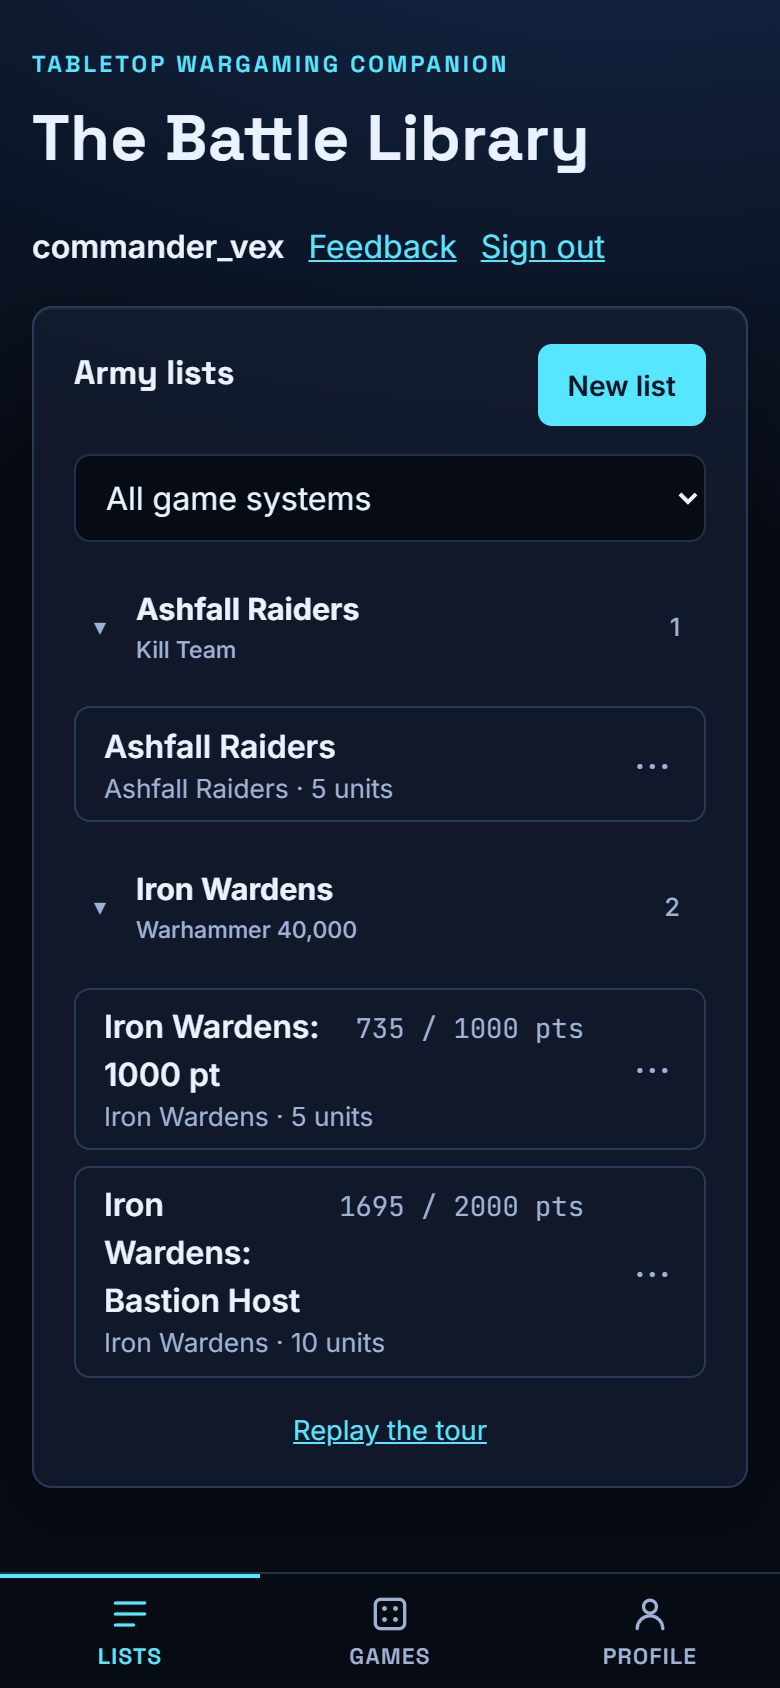 TABLETOP WARGAMING COMPANION
The Battle Library
commander_vex Feedback Sign out
Army lists
New list
All game systems
Ashfall Raiders
Kill Team
1
Ashfall Raiders
Ashfall Raiders · 5 units
Iron Wardens
Warhammer 40,000
2
Iron Wardens: 735 / 1000 pts
1000 pt
Iron Wardens · 5 units
Iron 1695 / 2000 pts
Wardens:
Bastion Host
Iron Wardens · 10 units
Replay the tour
LISTS GAMES PROFILE